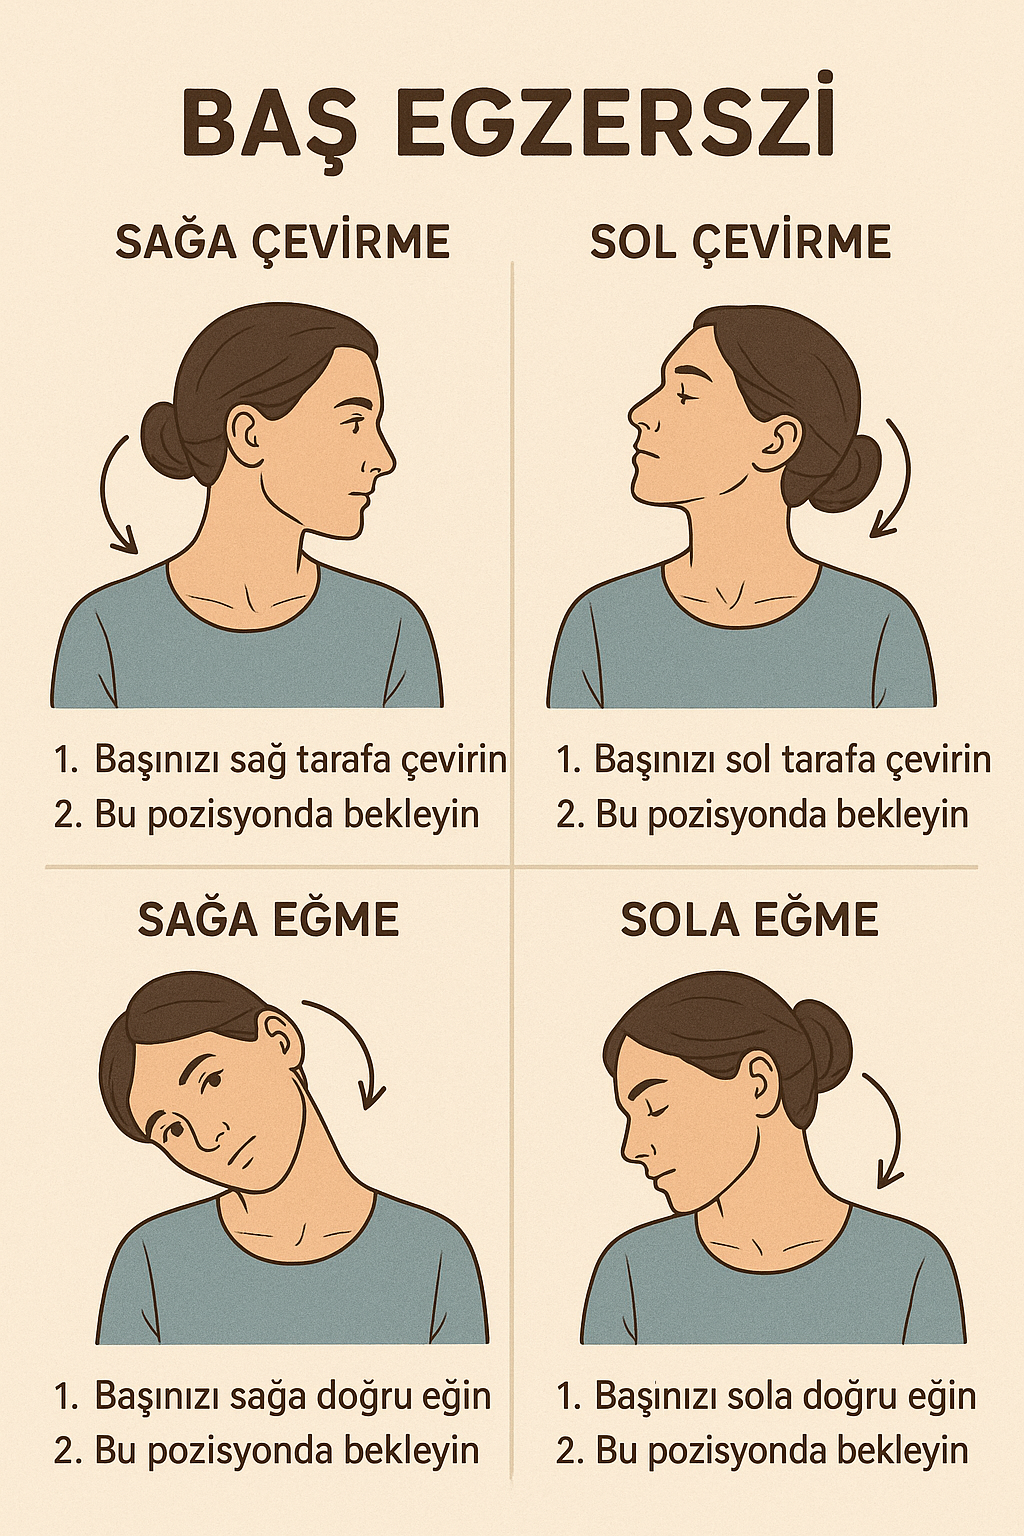 BAŞ EGZERSZİ
SAĞA ÇEVİRME
1. Başınızı sağ tarafa çevirin
2. Bu pozisyonda bekleyin
SOL ÇEVİRME
1. Başınızı sol tarafa çevirin
2. Bu pozisyonda bekleyin
SAĞA EĞME
1. Başınızı sağa doğru eğin
2. Bu pozisyonda bekleyin
SOLA EĞME
1. Başınızı sola doğru eğin
2. Bu pozisyonda bekleyin